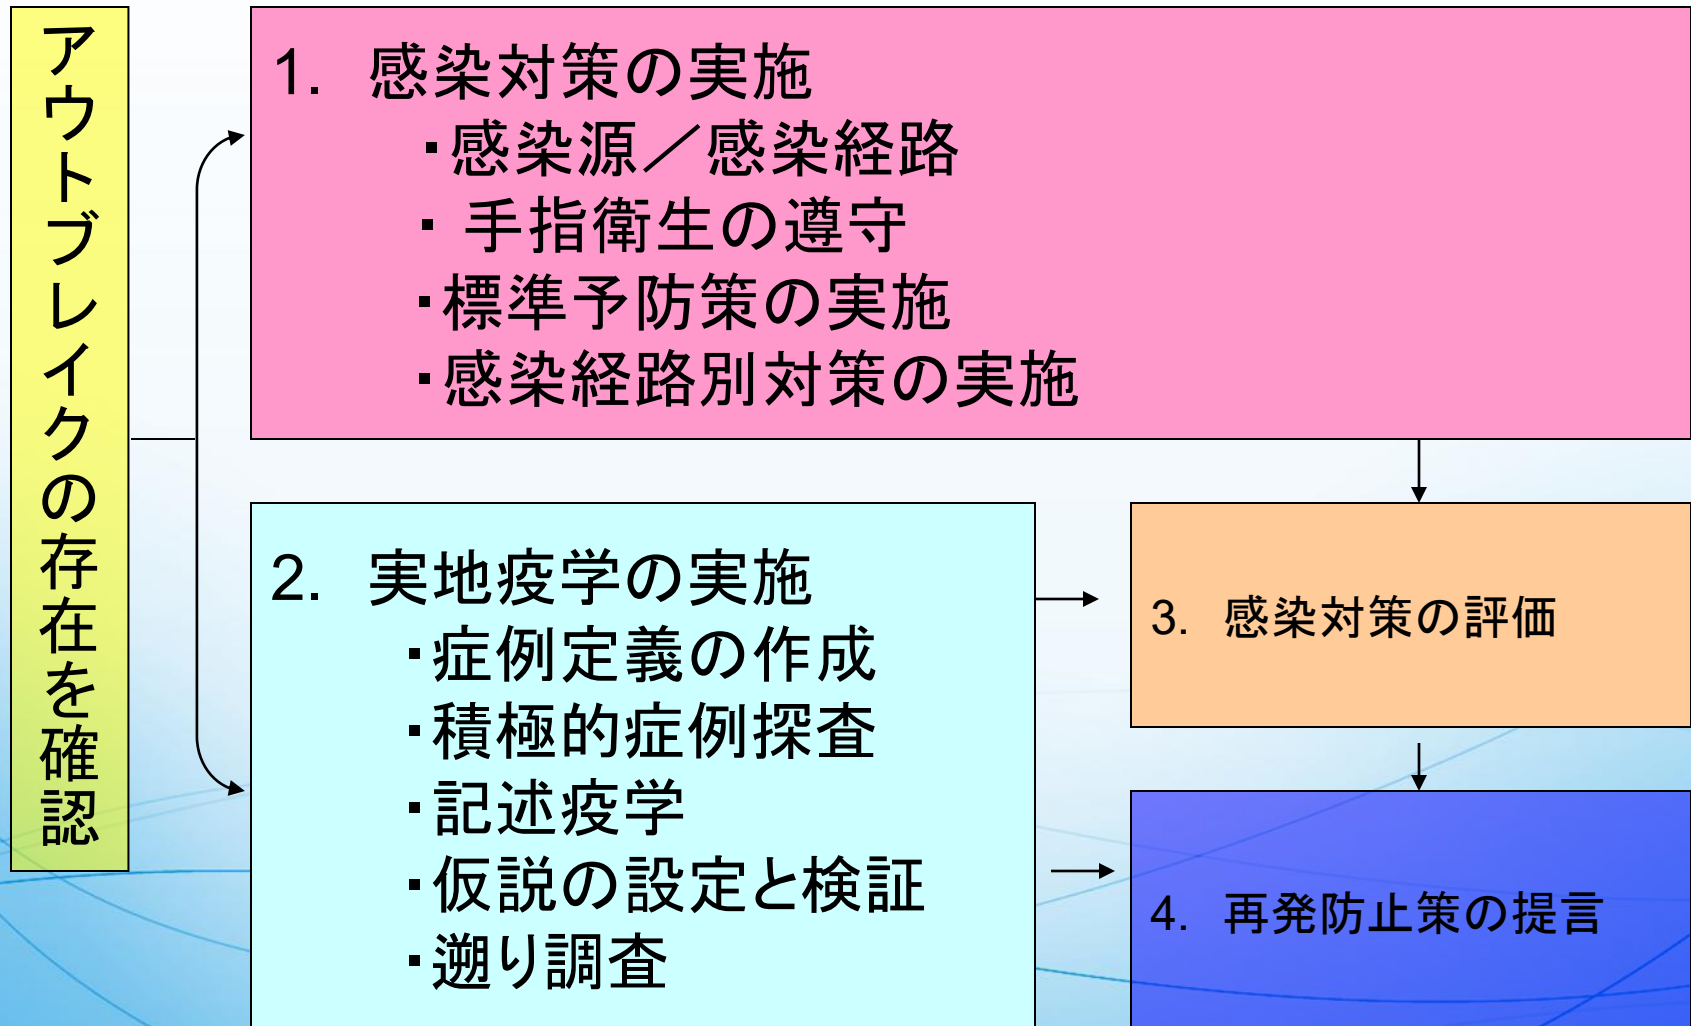 アウトブレイクの存在を確認
1. 感染対策の実施
・感染源／感染経路
・ 手指衛生の遵守
・標準予防策の実施
・感染経路別対策の実施
2. 実地疫学の実施
・症例定義の作成
・積極的症例探査
・記述疫学
・仮説の設定と検証
・遡り調査
3. 感染対策の評価
4. 再発防止策の提言